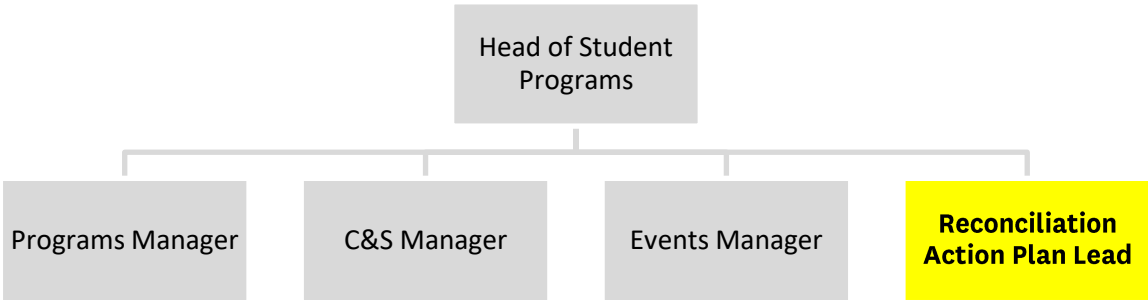 Head of Student
Programs
Programs Manager
C&S Manager
Events Manager
Reconciliation
Action Plan Lead